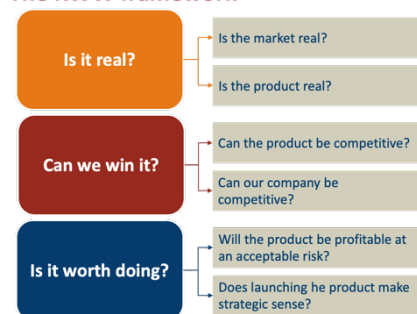 Is it real?
Is the market real?
Is the product real?
Can we win it?
Can the product be competitive?
Can our company be
competitive?
Is it worth doing?
Will the product be profitable at
an acceptable risk?
Does launching he product make
strategic sense?